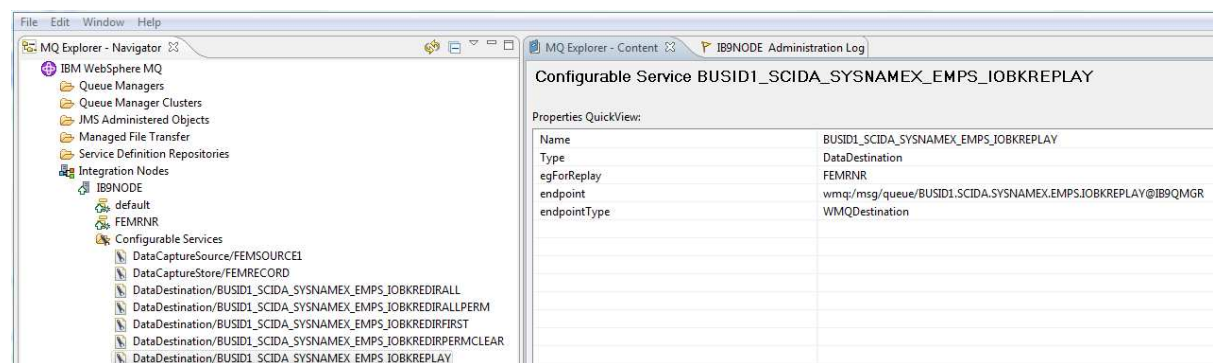 File Edit Window Help
MQ Explorer - Navigator
IBM WebSphere MQ
Queue Managers
Queue Manager Clusters
JMS Administered Objects
Managed File Transfer
Service Definition Repositories
Integration Nodes
IB9NODE
default
FEMRNR
Configurable Services
DataCaptureSource/FEMSOURCE1
DataCaptureStore/FEMRECORD
DataDestination/BUSID1_SCIDA_SYSNAMEX_EMPS_IOBKREDIRALL
DataDestination/BUSID1_SCIDA_SYSNAMEX_EMPS_IOBKREDIRALLPERM
DataDestination/BUSID1_SCIDA_SYSNAMEX_EMPS_IOBKREDIRFIRST
DataDestination/BUSID1_SCIDA_SYSNAMEX_EMPS_IOBKREDIRPERMCLEAR
DataDestination/BUSID1_SCIDA_SYSNAMEX_EMPS_IOBKREPLAY
MQ Explorer - Content IB9NODE Administration Log
Configurable Service BUSID1_SCIDA_SYSNAMEX_EMPS_IOBKREPLAY
Properties QuickView:
Name BUSID1_SCIDA_SYSNAMEX_EMPS_IOBKREPLAY
Type DataDestination
egForReplay FEMRNR
endpoint wmq:/msg/queue/BUSID1.SCIDA.SYSNAMEX.EMPS.IOBKREPLAY@IB9QMGR
endpointType WMQDestination